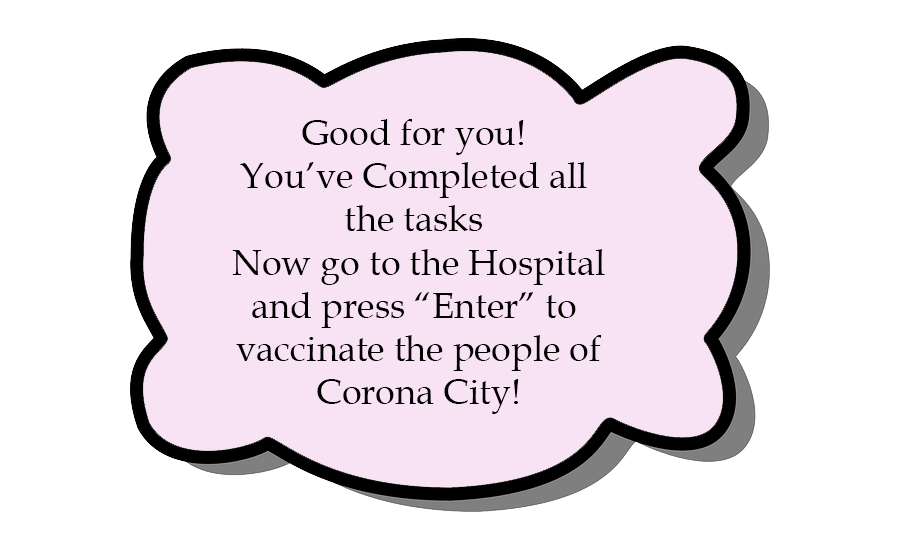 Good for you!
You’ve Completed all
the tasks
Now go to the Hospital
and press “Enter” to
vaccinate the people of
Corona City!